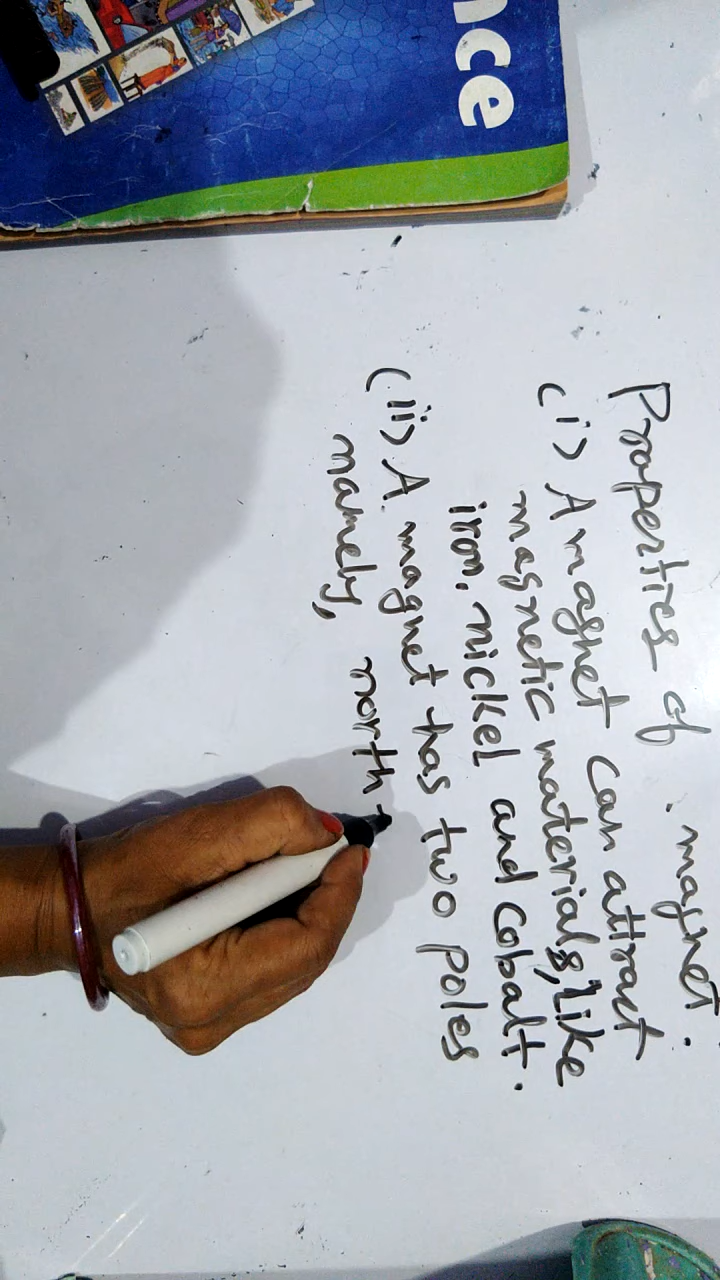 nce
Properties of magnet.
(i) A magnet can attract
magnetic materials, like
iron, nickel and cobalt.
(ii) A magnet has two poles
namely, north